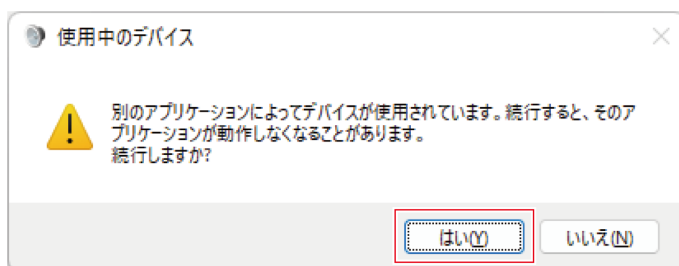 使用中のデバイス
別のアプリケーションによってデバイスが使用されています。続行すると、そのア
プリケーションが動作しなくなることがあります。
続行しますか?
はい(Y)
いいえ(N)